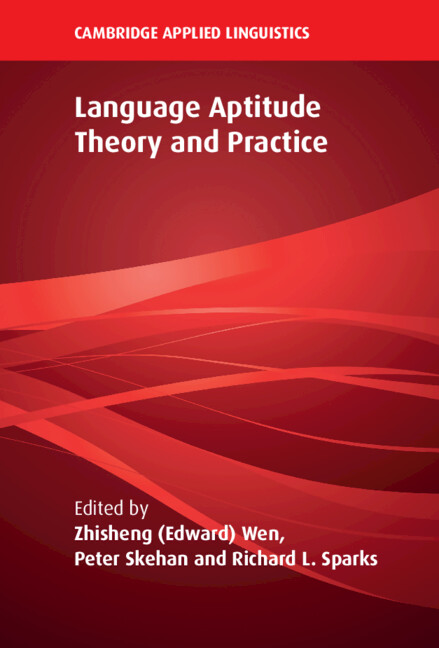 CAMBRIDGE APPLIED LINGUISTICS
Language Aptitude
Theory and Practice
Edited by
Zhisheng (Edward) Wen,
Peter Skehan and Richard L. Sparks